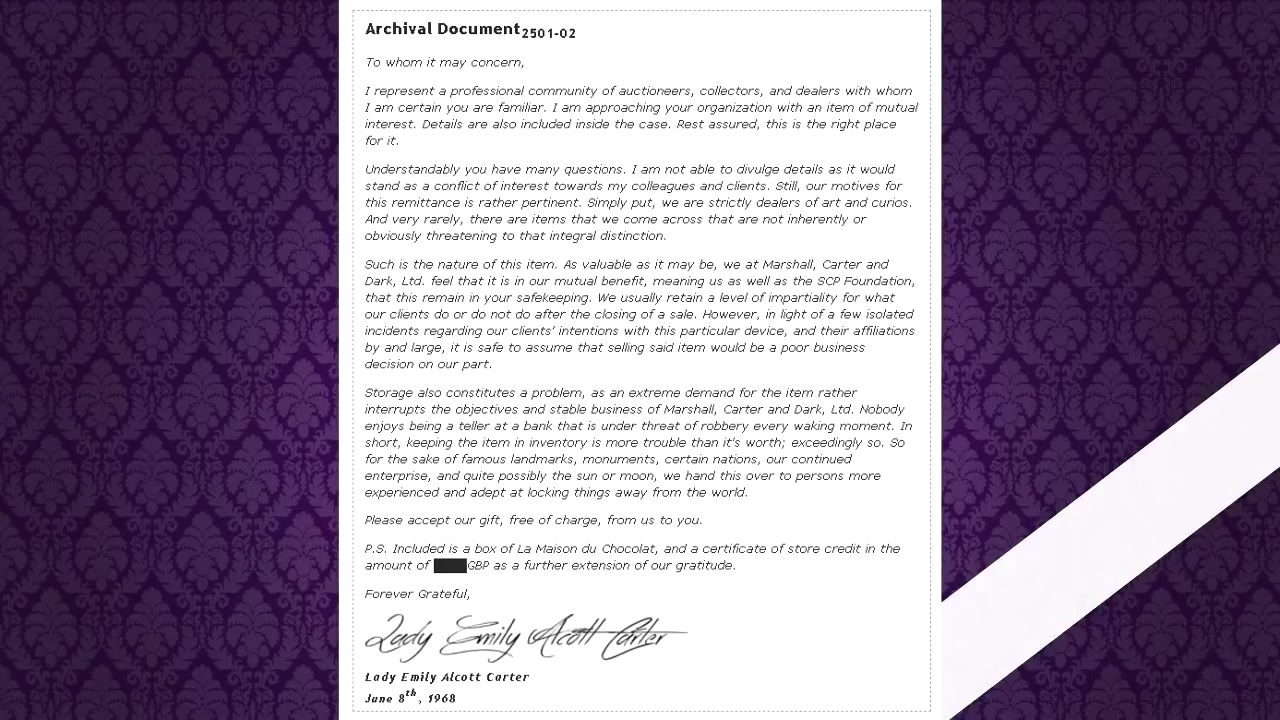 Archival Document2501-02
To whom it may concern,
I represent a professional community of auctioneers, collectors, and dealers with whom
I am certain you are familiar. I am approaching your organization with an item of mutual
interest. Details are also included inside the case. Rest assured, this is the right place
for it.
Understandably you have many questions. I am not able to divulge details as it would
stand as a conflict of interest towards my colleagues and clients. Still, our motives for
this remittance is rather pertinent. Simply put, we are strictly dealers of art and curios.
And very rarely, there are items that we come across that are not inherently or
obviously threatening to that integral distinction.
Such is the nature of this item. As valuable as it may be, we at Marshall, Carter and
Dark, Ltd. feel that it is in our mutual benefit, meaning us as well as the SCP Foundation,
that this remain in your safekeeping. We usually retain a level of impartiality for what
our clients do or do not do after the closing of a sale. However, in light of a few isolated
incidents regarding our clients' intentions with this particular device, and their affiliations
by and large, it is safe to assume that selling said item would be a poor business
decision on our part.
Storage also constitutes a problem, as an extreme demand for the item rather
interrupts the objectives and stable business of Marshall, Carter and Dark, Ltd. Nobody
enjoys being a teller at a bank that is under threat of robbery every waking moment. In
short, keeping the item in inventory is more trouble than it's worth; exceedingly so. So
for the sake of famous landmarks, monuments, certain nations, our continued
enterprise, and quite possibly the sun or moon, we hand this over to persons more
experienced and adept at locking things away from the world.
Please accept our gift, free of charge, from us to you.
P.S. Included is a box of La Maison du Chocolat, and a certificate of store credit in the
amount of GBP as a further extension of our gratitude.
Forever Grateful,
Lady Emily Alcott Carter
Lady Emily Alcott Carter
June 8th, 1968